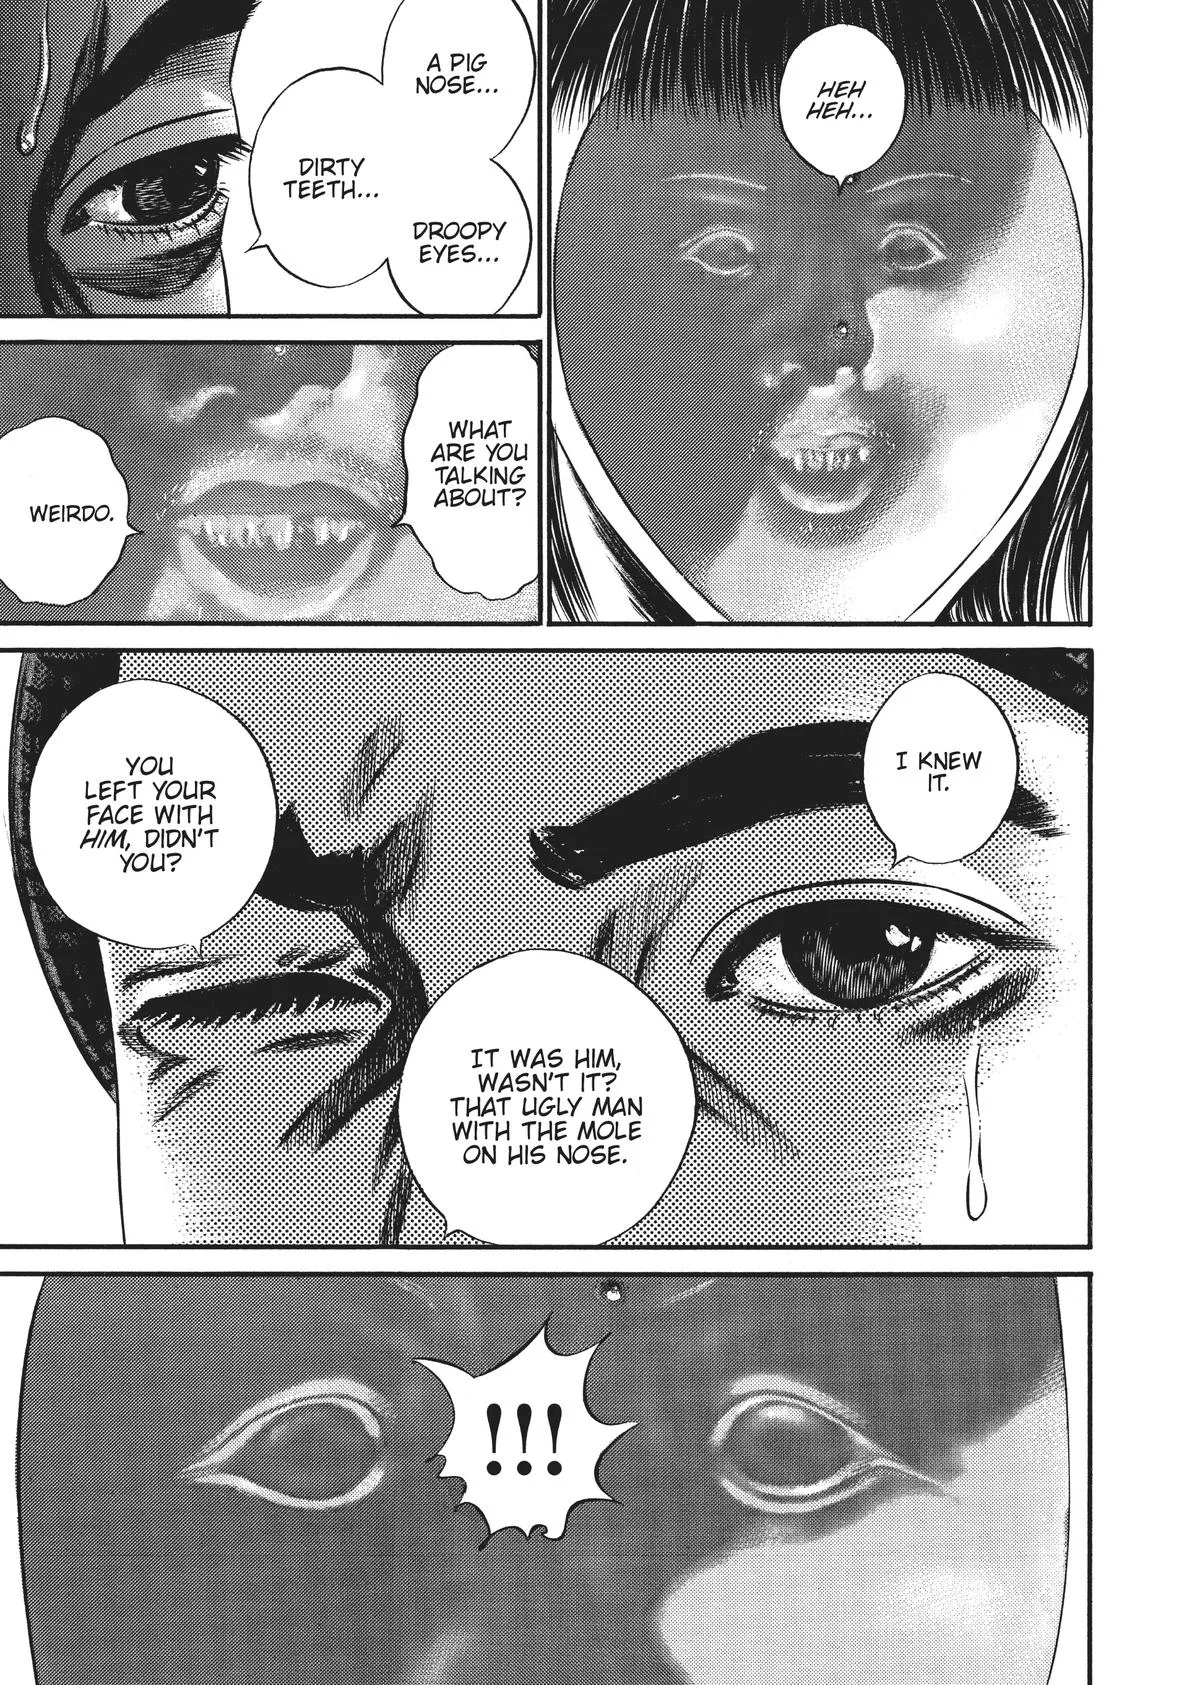 HEH
HEH...
A PIG
NOSE...
DIRTY
TEETH...
DROOPY
EYES...
WHAT
ARE YOU
TALKING
ABOUT?
WEIRDO.
I KNEW
IT.
IT WAS HIM,
WASN'T IT?
THAT UGLY MAN
WITH THE MOLE
ON HIS NOSE.
YOU
LEFT YOUR
FACE WITH
HIM, DIDN'T
YOU?
!!!